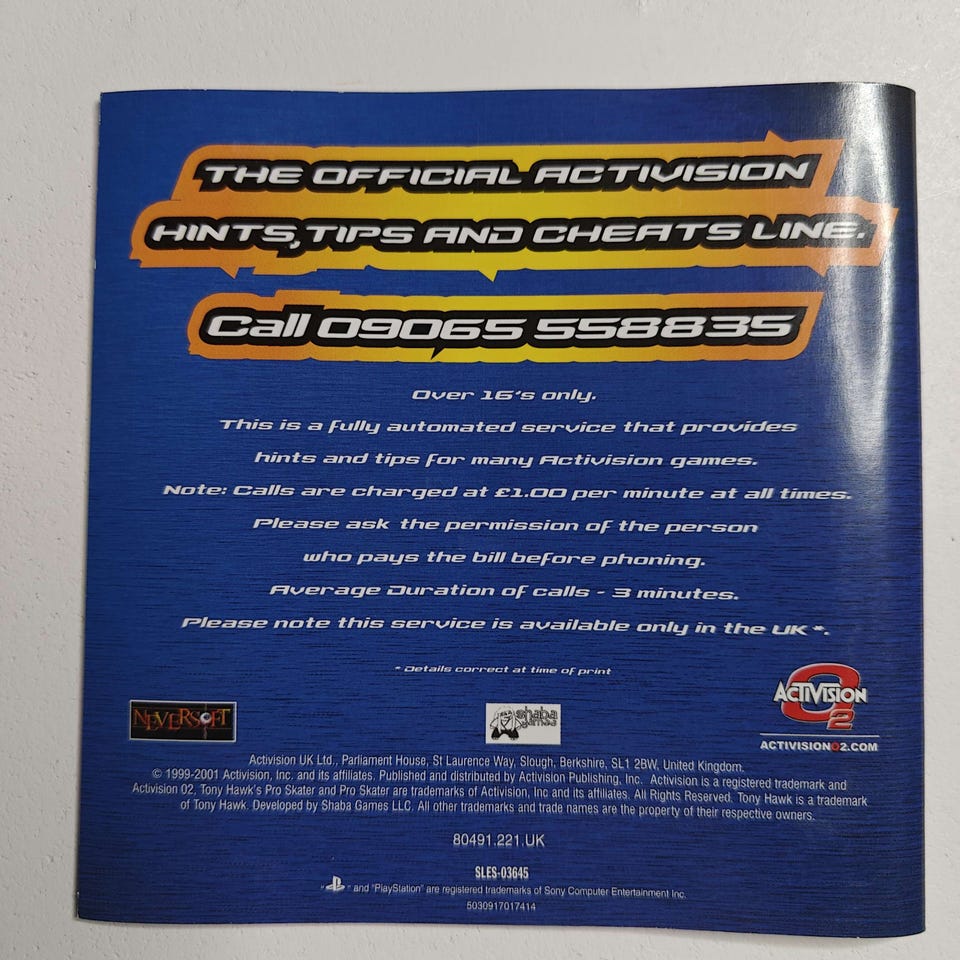 THE OFFICIAL ACTIVISION
HINTS, TIPS AND CHEATS LINE.
Call 09065 558835
Over 16's only.
This is a fully automated service that provides
hints and tips for many Activision games.
Note: Calls are charged at £1.00 per minute at all times.
Please ask the permission of the person
who pays the bill before phoning.
Average Duration of calls - 3 minutes.
Please note this service is available only in the UK *.
* Details correct at time of print
NEVERSOFT
shaba
games
ACTIVISION
O2
ACTIVISIONO2.COM
Activision UK Ltd., Parliament House, St Laurence Way, Slough, Berkshire, SL1 2BW, United Kingdom.
© 1999-2001 Activision, Inc. and its affiliates. Published and distributed by Activision Publishing, Inc. Activision is a registered trademark and
Activision 02, Tony Hawk's Pro Skater and Pro Skater are trademarks of Activision, Inc and its affiliates. All Rights Reserved. Tony Hawk is a trademark
of Tony Hawk. Developed by Shaba Games LLC. All other trademarks and trade names are the property of their respective owners.
80491.221.UK
SLES-03645
" " and "PlayStation" are registered trademarks of Sony Computer Entertainment Inc.
5030917017414